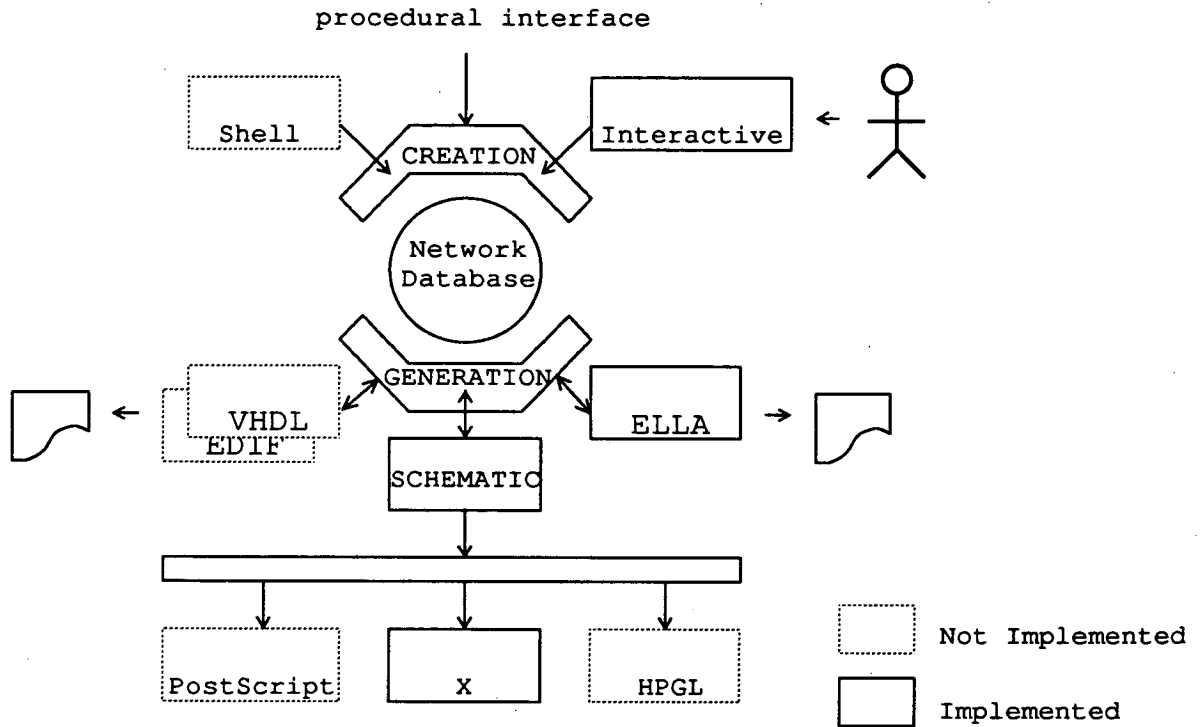 procedural interface
Shell
Interactive
CREATION
Network
Database
GENERATION
VHDL
EDIF
ELLA
SCHEMATIC
PostScript
X
HPGL
Not Implemented
Implemented